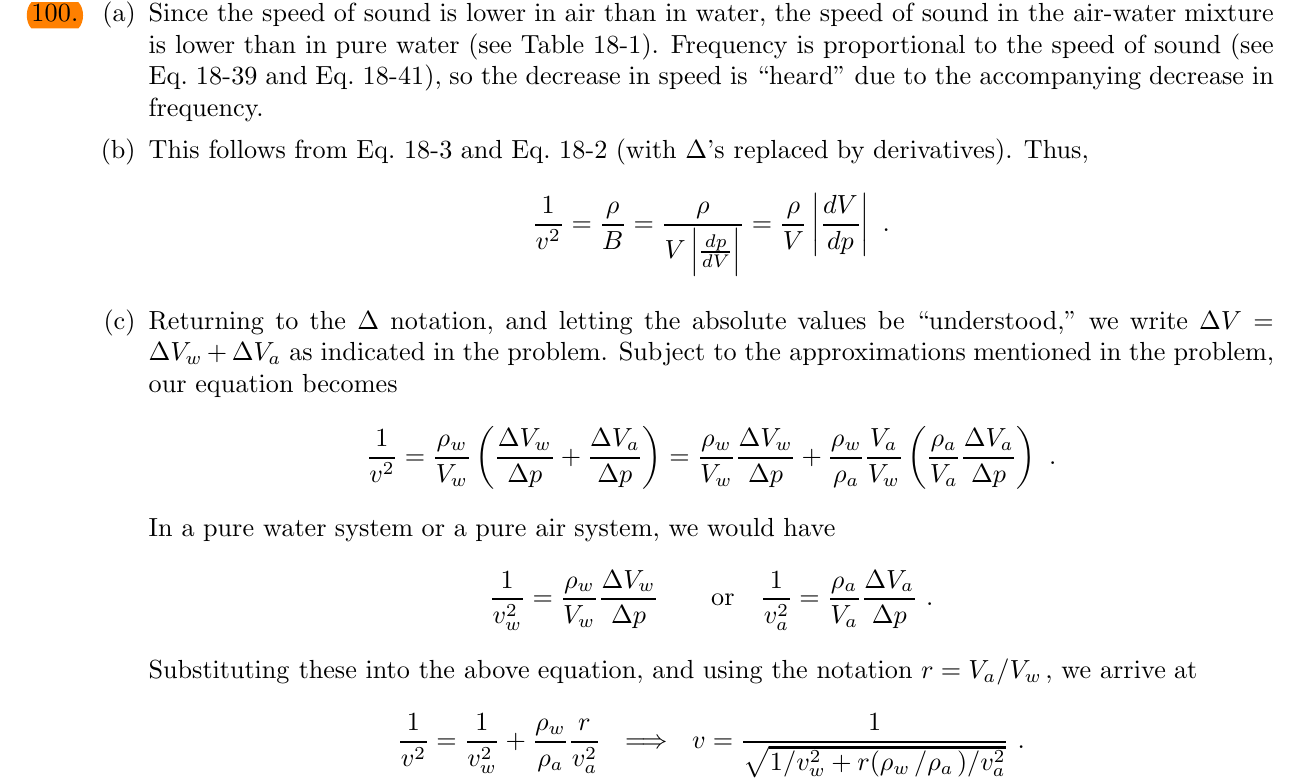 100. (a) Since the speed of sound is lower in air than in water, the speed of sound in the air-water mixture
is lower than in pure water (see Table 18-1). Frequency is proportional to the speed of sound (see
Eq. 18-39 and Eq. 18-41), so the decrease in speed is “heard” due to the accompanying decrease in
frequency.
(b) This follows from Eq. 18-3 and Eq. 18-2 (with Δ’s replaced by derivatives). Thus,
$\frac{1}{v^2} = \frac{\rho}{B} = \frac{\rho}{V \left| \frac{dp}{dV} \right|} = \frac{\rho}{V} \left| \frac{dV}{dp} \right| .$
(c) Returning to the Δ notation, and letting the absolute values be “understood,” we write $\Delta V =$
$\Delta V_w + \Delta V_a$ as indicated in the problem. Subject to the approximations mentioned in the problem,
our equation becomes
$\frac{1}{v^2} = \frac{\rho_w}{V_w} \left( \frac{\Delta V_w}{\Delta p} + \frac{\Delta V_a}{\Delta p} \right) = \frac{\rho_w}{V_w} \frac{\Delta V_w}{\Delta p} + \frac{\rho_w}{\rho_a} \frac{V_a}{V_w} \left( \frac{\rho_a}{V_a} \frac{\Delta V_a}{\Delta p} \right) .$
In a pure water system or a pure air system, we would have
$\frac{1}{v_w^2} = \frac{\rho_w}{V_w} \frac{\Delta V_w}{\Delta p} \quad \text{or} \quad \frac{1}{v_a^2} = \frac{\rho_a}{V_a} \frac{\Delta V_a}{\Delta p} .$
Substituting these into the above equation, and using the notation $r = V_a/V_w$ , we arrive at
$\frac{1}{v^2} = \frac{1}{v_w^2} + \frac{\rho_w}{\rho_a} \frac{r}{v_a^2} \implies v = \frac{1}{\sqrt{1/v_w^2 + r(\rho_w/\rho_a)/v_a^2}} .$